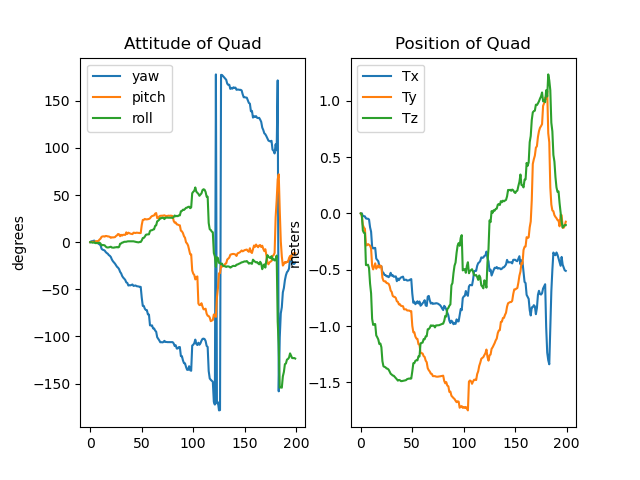 Attitude of Quad
degrees
yaw
pitch
roll
150
100
50
0
−50
−100
−150
0 50 100 150 200
Position of Quad
meters
Tx
Ty
Tz
1.0
0.5
0.0
−0.5
−1.0
−1.5
0 50 100 150 200